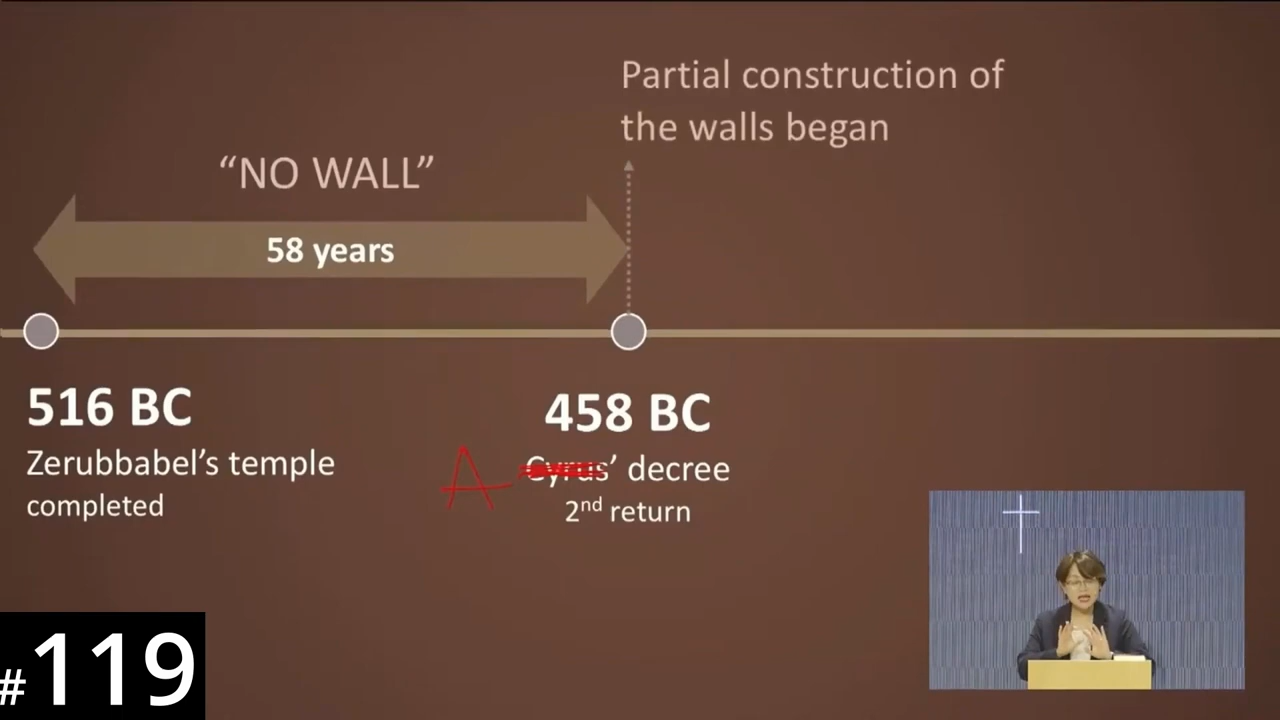 Partial construction of
the walls began
“NO WALL”
58 years
516 BC
Zerubbabel’s temple
completed
458 BC
A Cyrus’ decree
2nd return
#119